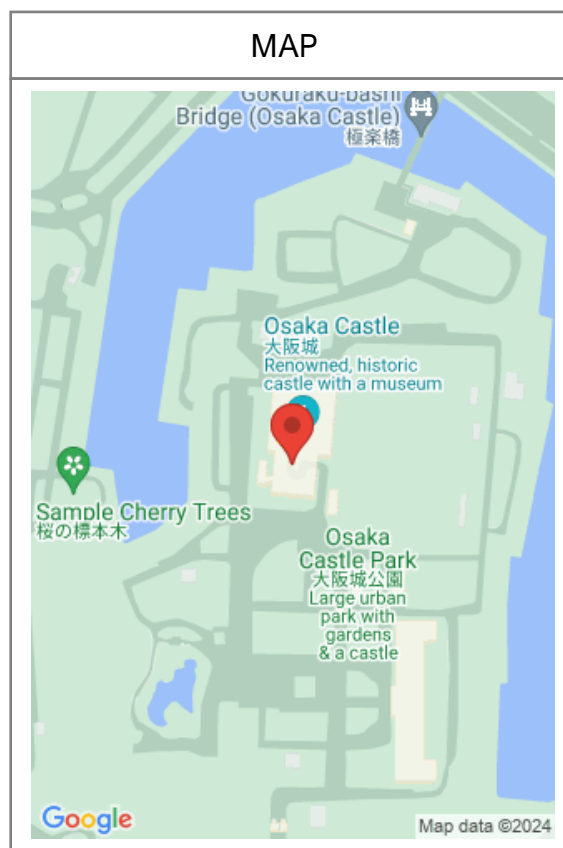 MAP
Gokuraku-bashi
Bridge (Osaka Castle)
極楽橋
Osaka Castle
大阪城
Renowned, historic
castle with a museum
Sample Cherry Trees
桜の標本木
Osaka
Castle Park
大阪城公園
Large urban
park with
gardens
& a castle
Google
Map data ©2024